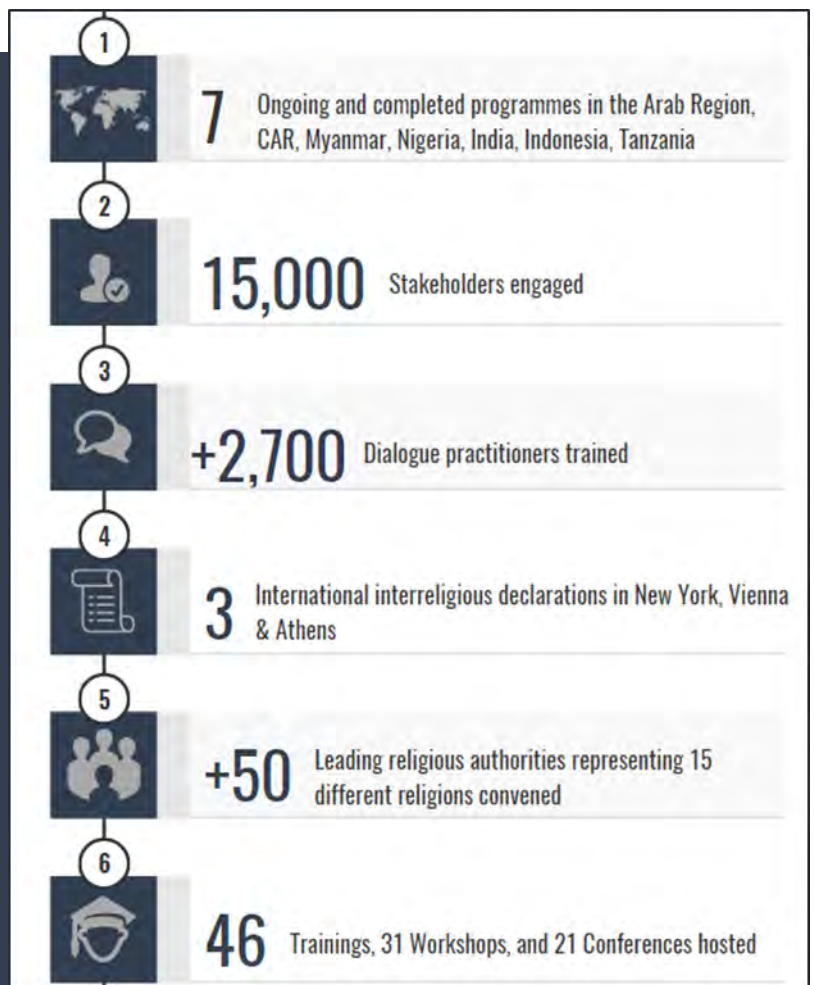 1
7 Ongoing and completed programmes in the Arab Region,
CAR, Myanmar, Nigeria, India, Indonesia, Tanzania
2
15,000 Stakeholders engaged
3
+2,700 Dialogue practitioners trained
4
3 International interreligious declarations in New York, Vienna
& Athens
5
+50 Leading religious authorities representing 15
different religions convened
6
46 Trainings, 31 Workshops, and 21 Conferences hosted